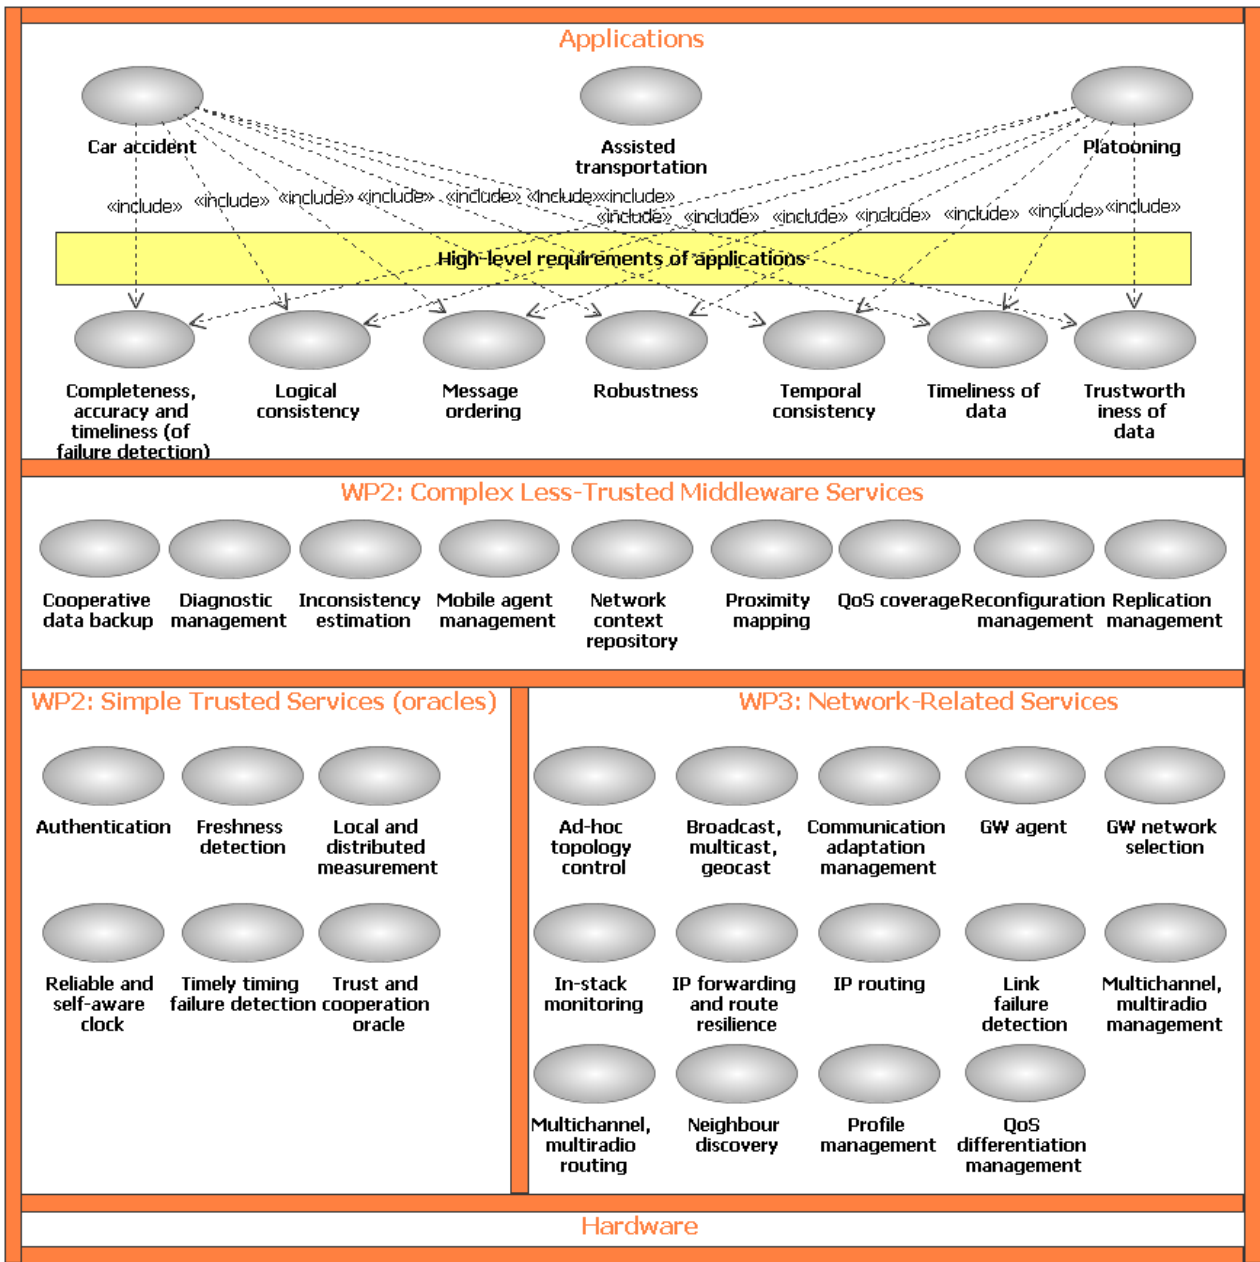 Applications
Car accident
Assisted
transportation
Platooning
«include»
«include»
«include»
«include»
«include»
«include»
«include»
«include»
«include»
«include»
«include»
«include»
«include»
«include»
High-level requirements of applications
Completeness,
accuracy and
timeliness (of
failure detection)
Logical
consistency
Message
ordering
Robustness
Temporal
consistency
Timeliness of
data
Trustworth
iness of
data
WP2: Complex Less-Trusted Middleware Services
Cooperative
data backup
Diagnostic
management
Inconsistency
estimation
Mobile agent
management
Network
context
repository
Proximity
mapping
QoS coverage
Reconfiguration
management
Replication
management
WP2: Simple Trusted Services (oracles)
Authentication
Freshness
detection
Local and
distributed
measurement
Reliable and
self-aware
clock
Timely timing
failure detection
Trust and
cooperation
oracle
WP3: Network-Related Services
Ad-hoc
topology
control
Broadcast,
multicast,
geocast
Communication
adaptation
management
GW agent
GW network
selection
In-stack
monitoring
IP forwarding
and route
resilience
IP routing
Link
failure
detection
Multichannel,
multiradio
management
Multichannel,
multiradio
routing
Neighbour
discovery
Profile
management
QoS
differentiation
management
Hardware